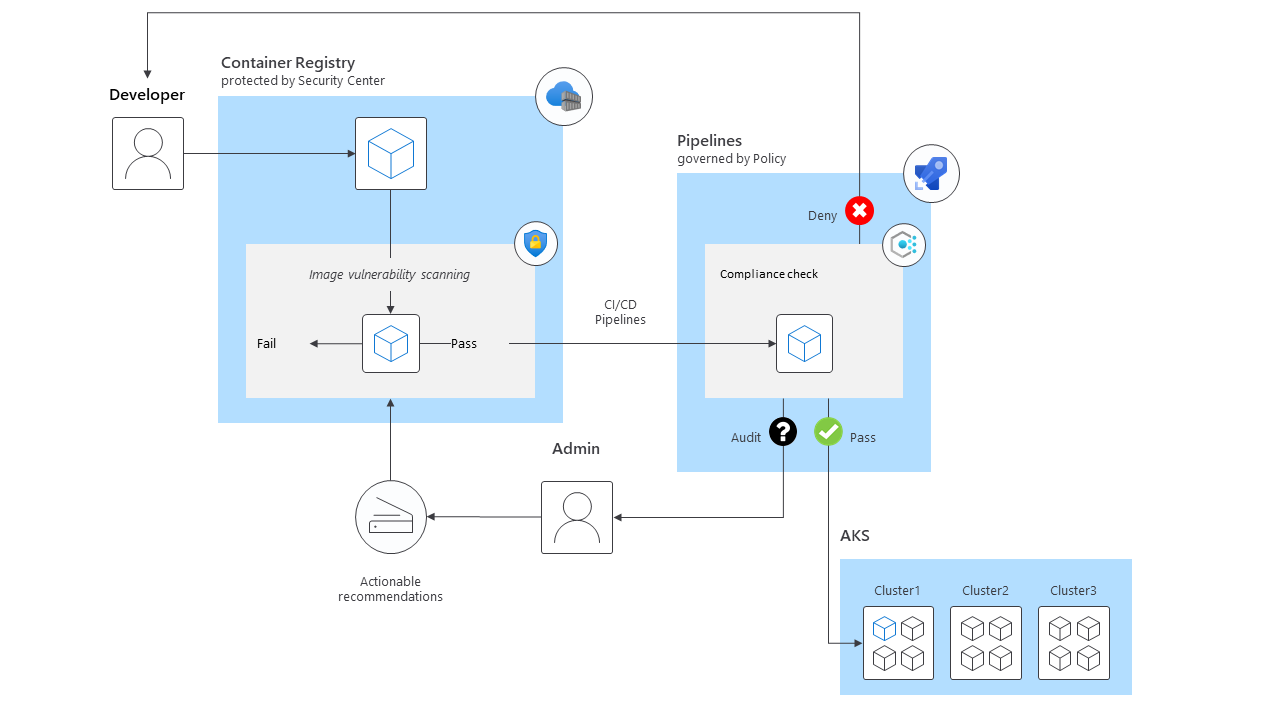 Container Registry
protected by Security Center
Developer
Pipelines
governed by Policy
Deny
Image vulnerability scanning
Compliance check
CI/CD
Pipelines
Fail
Pass
Audit
Pass
Admin
AKS
Actionable
recommendations
Cluster1
Cluster2
Cluster3